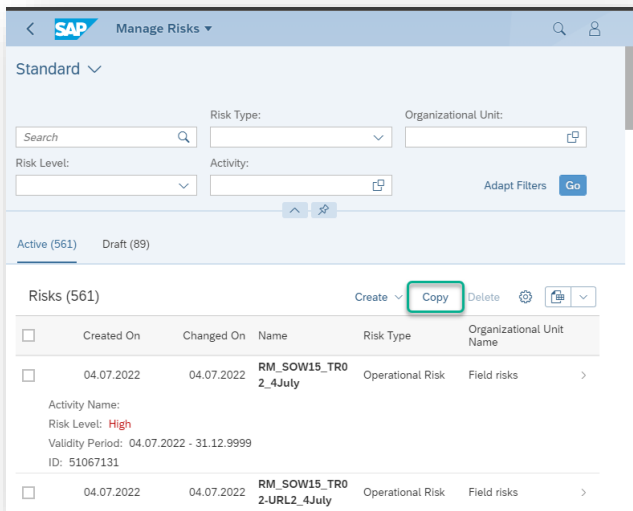 SAP Manage Risks
Standard
Risk Type: Organizational Unit:
Search
Risk Level: Activity:
Adapt Filters Go
Active (561) Draft (89)
Risks (561) Create Copy Delete
Created On Changed On Name Risk Type Organizational Unit
Name
04.07.2022 04.07.2022 RM_SOW15_TR0 Operational Risk Field risks
2_4July
Activity Name:
Risk Level: High
Validity Period: 04.07.2022 - 31.12.9999
ID: 51067131
04.07.2022 04.07.2022 RM_SOW15_TR0 Operational Risk Field risks
2-URL2_4July